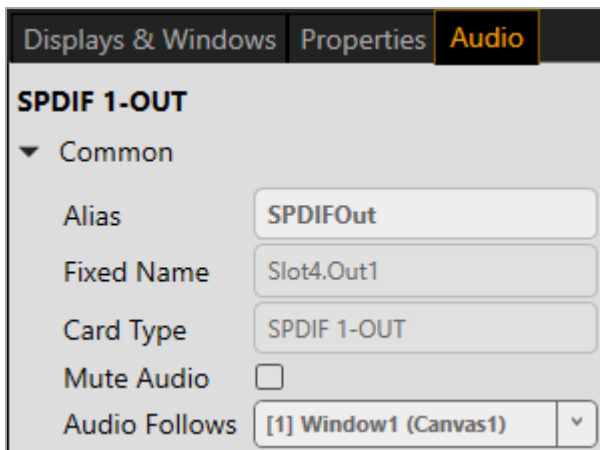 Displays & Windows Properties Audio
SPDIF 1-OUT
Common
Alias SPDIFOut
Fixed Name Slot4.Out1
Card Type SPDIF 1-OUT
Mute Audio
Audio Follows [1] Window1 (Canvas1)